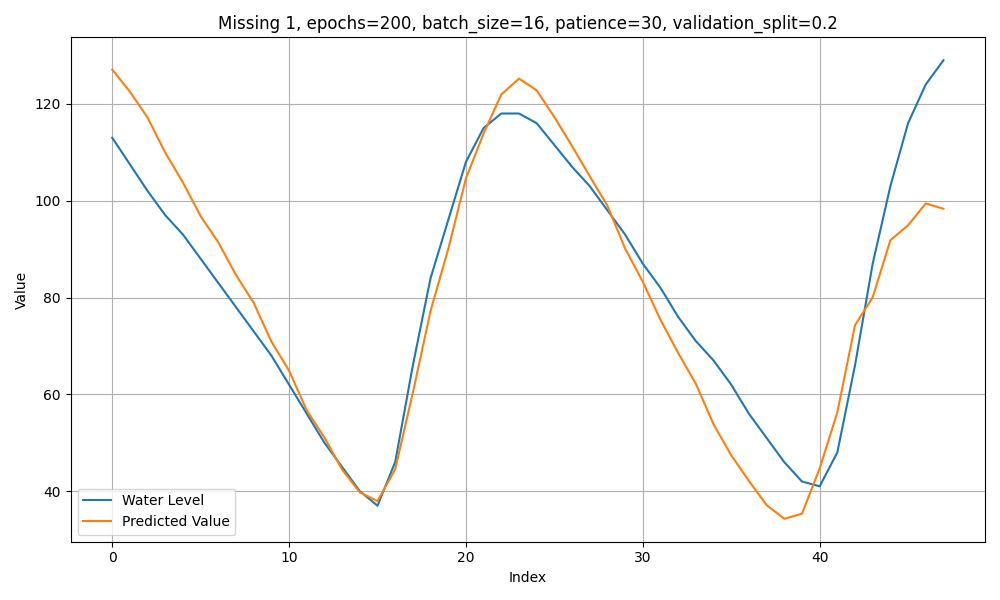 Missing 1, epochs=200, batch_size=16, patience=30, validation_split=0.2
Value
120
100
80
60
40
Water Level
Predicted Value
0 10 20 30 40
Index